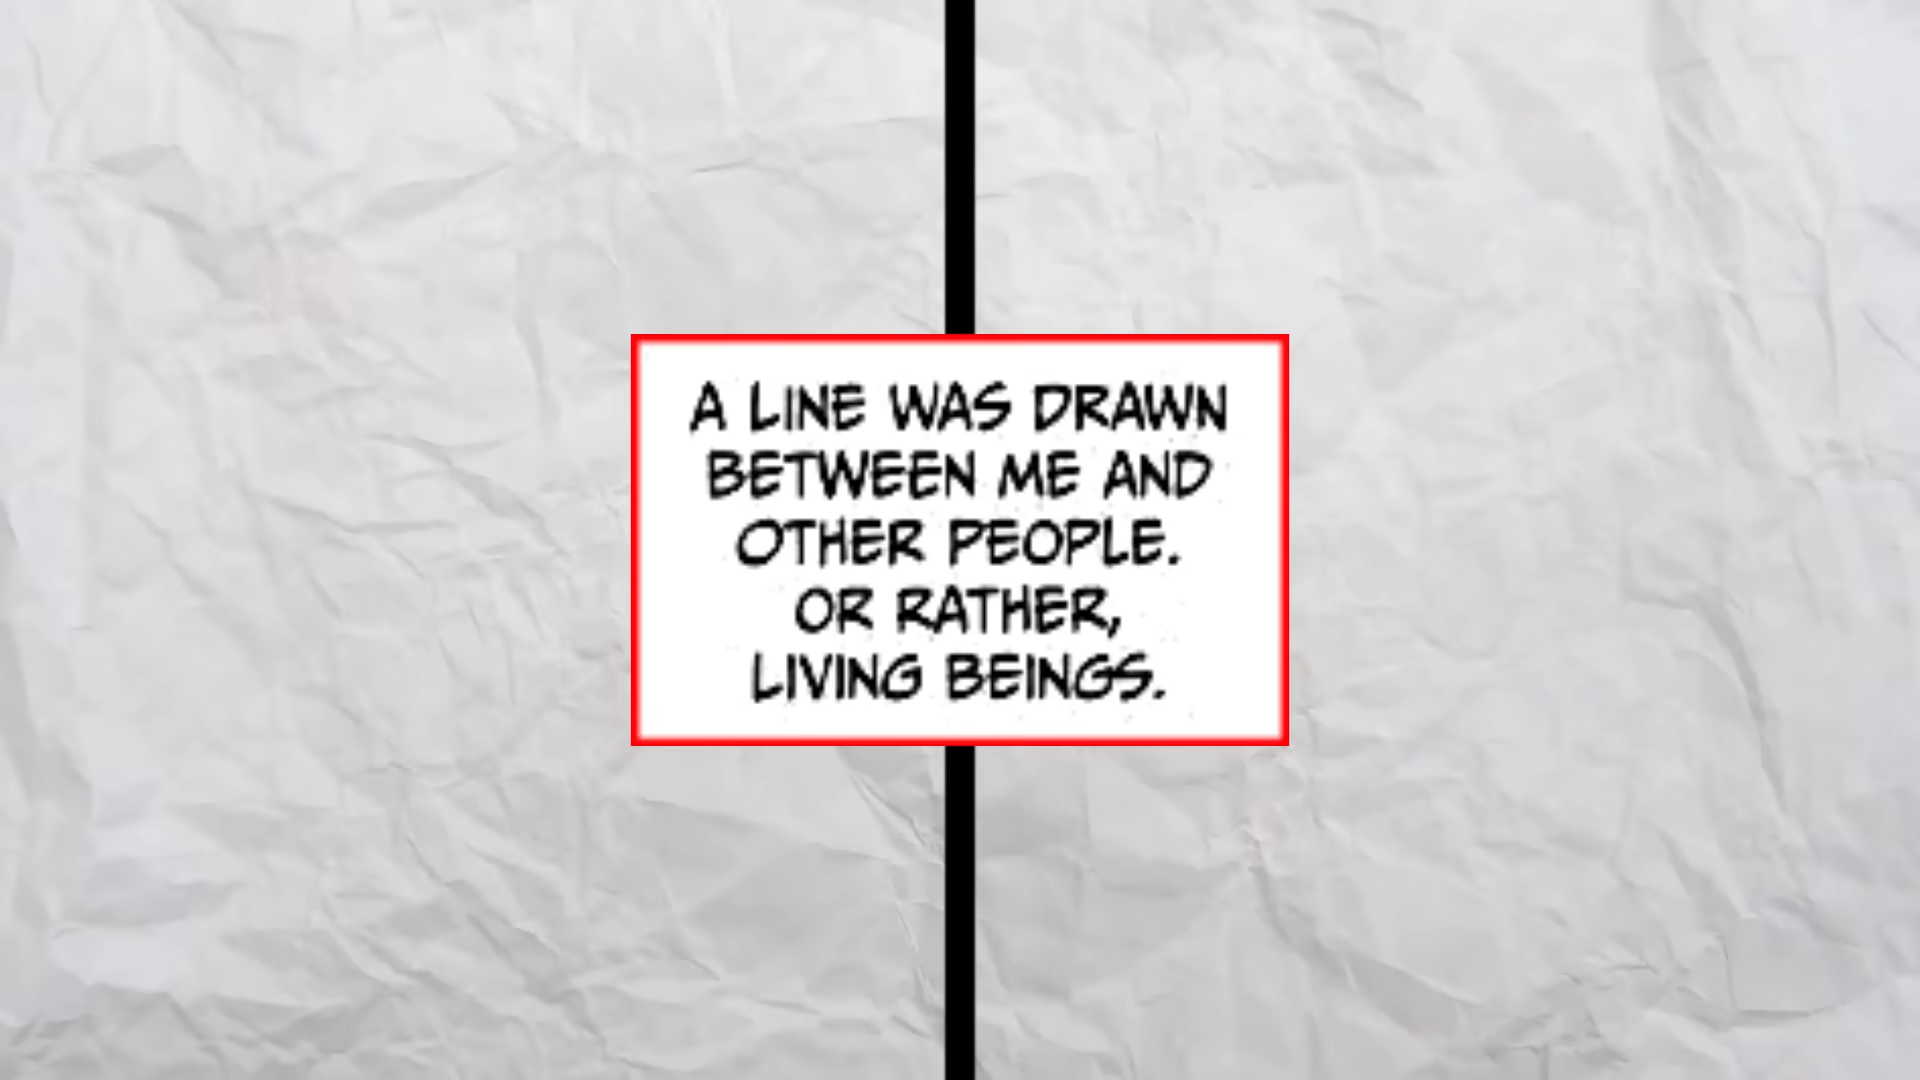 A LINE WAS DRAWN
BETWEEN ME AND
OTHER PEOPLE.
OR RATHER,
LIVING BEINGS.